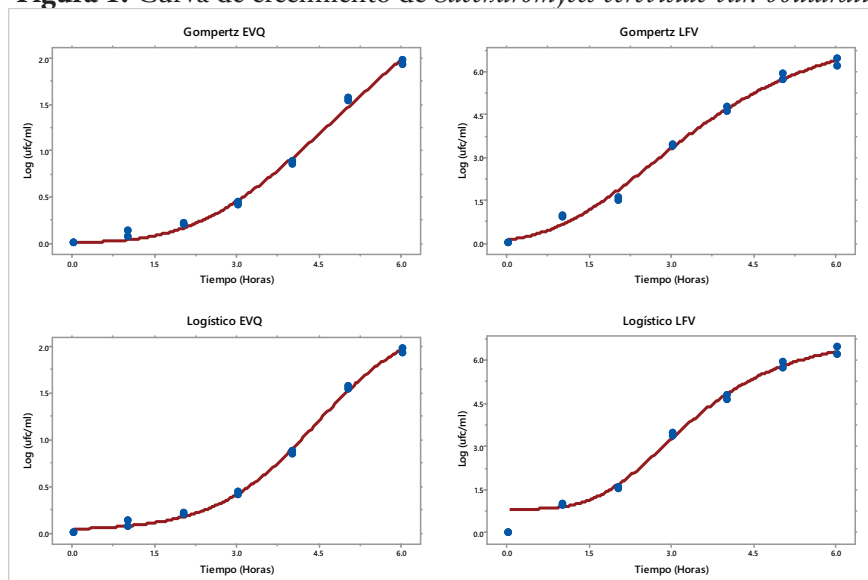 Figura 1. Curva de crecimiento de Saccharomyces cerevisiae var. boulardii
Gompertz EVQ
Log (ufc/ml)
2.0
1.5
1.0
0.5
0.0
0.0 1.5 3.0 4.5 6.0
Tiempo (Horas)
Gompertz LFV
Log (ufc/ml)
6.0
4.5
3.0
1.5
0.0
0.0 1.5 3.0 4.5 6.0
Tiempo (Horas)
Logístico EVQ
Log (ufc/ml)
2.0
1.5
1.0
0.5
0.0
0.0 1.5 3.0 4.5 6.0
Tiempo (Horas)
Logístico LFV
Log (ufc/ml)
6.0
4.5
3.0
1.5
0.0
0.0 1.5 3.0 4.5 6.0
Tiempo (Horas)